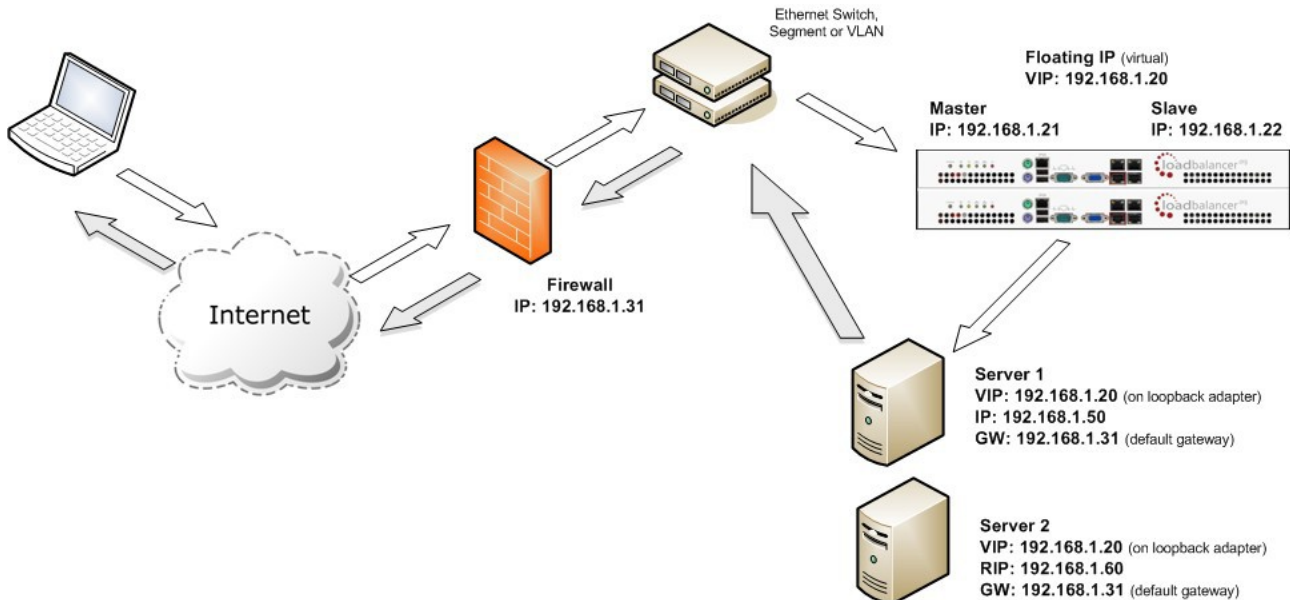 Ethernet Switch,
Segment or VLAN
Floating IP (virtual)
VIP: 192.168.1.20
Master
IP: 192.168.1.21
Slave
IP: 192.168.1.22
loadbalancer.org
loadbalancer.org
Firewall
IP: 192.168.1.31
Internet
Server 1
VIP: 192.168.1.20 (on loopback adapter)
IP: 192.168.1.50
GW: 192.168.1.31 (default gateway)
Server 2
VIP: 192.168.1.20 (on loopback adapter)
RIP: 192.168.1.60
GW: 192.168.1.31 (default gateway)